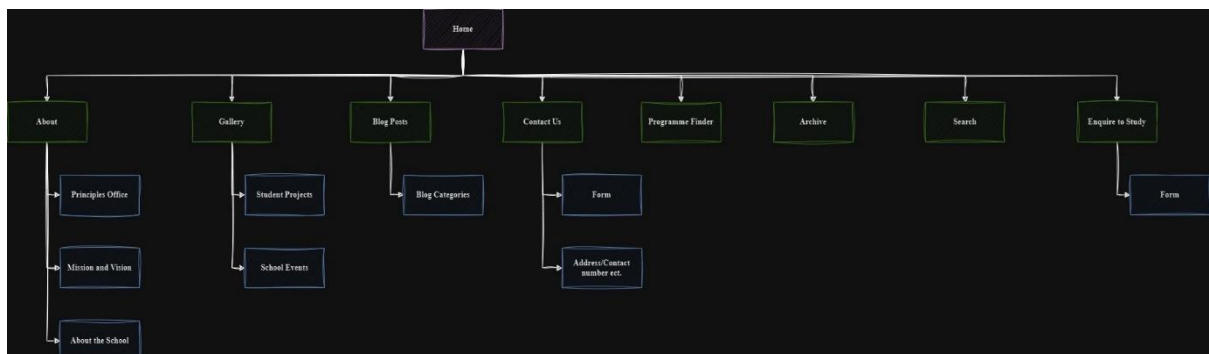 Home
About
Gallery
Blog Posts
Contact Us
Programme Finder
Archive
Search
Enquire to Study
Principles Office
Student Projects
Blog Categories
Form
Form
Mission and Vision
School Events
Address/Contact
number ect.
About the School